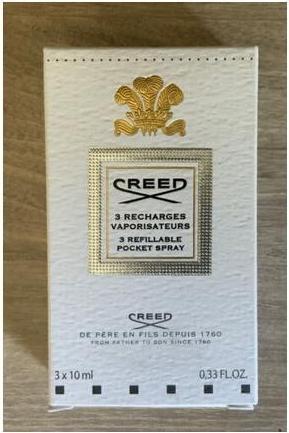 CREED
3 RECHARGES
VAPORISATEURS
3 REFILLABLE
POCKET SPRAY
CREED
DE PÈRE EN FILS DEPUIS 1760
FROM FATHER TO SON SINCE 1760
3 x 10 ml 0,33 FL.OZ.